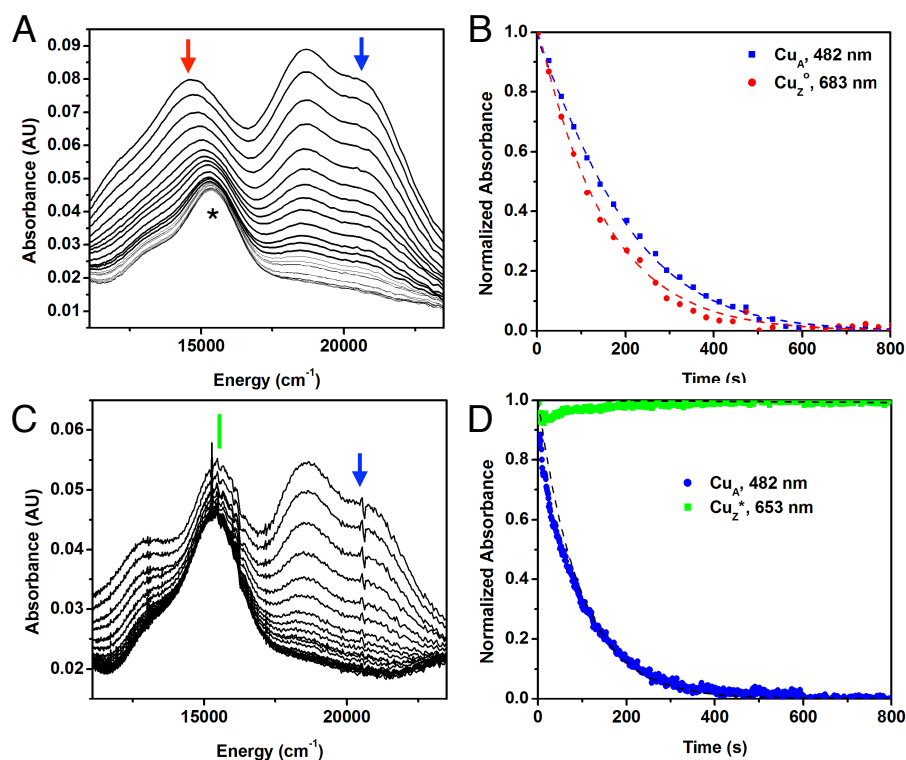 A
0.09
0.08
0.07
0.06
0.05
0.04
0.03
0.02
0.01
Absorbance (AU)
*
15000
20000
Energy (cm⁻¹)
B
1.0
0.8
0.6
0.4
0.2
0.0
Normalized Absorbance
Cu_A, 482 nm
Cu_Z°, 683 nm
0
200
400
600
800
Time (s)
C
0.06
0.05
0.04
0.03
0.02
Absorbance (AU)
15000
20000
Energy (cm⁻¹)
D
1.0
0.8
0.6
0.4
0.2
0.0
Normalized Absorbance
Cu_A, 482 nm
Cu_Z*, 653 nm
0
200
400
600
800
Time (s)